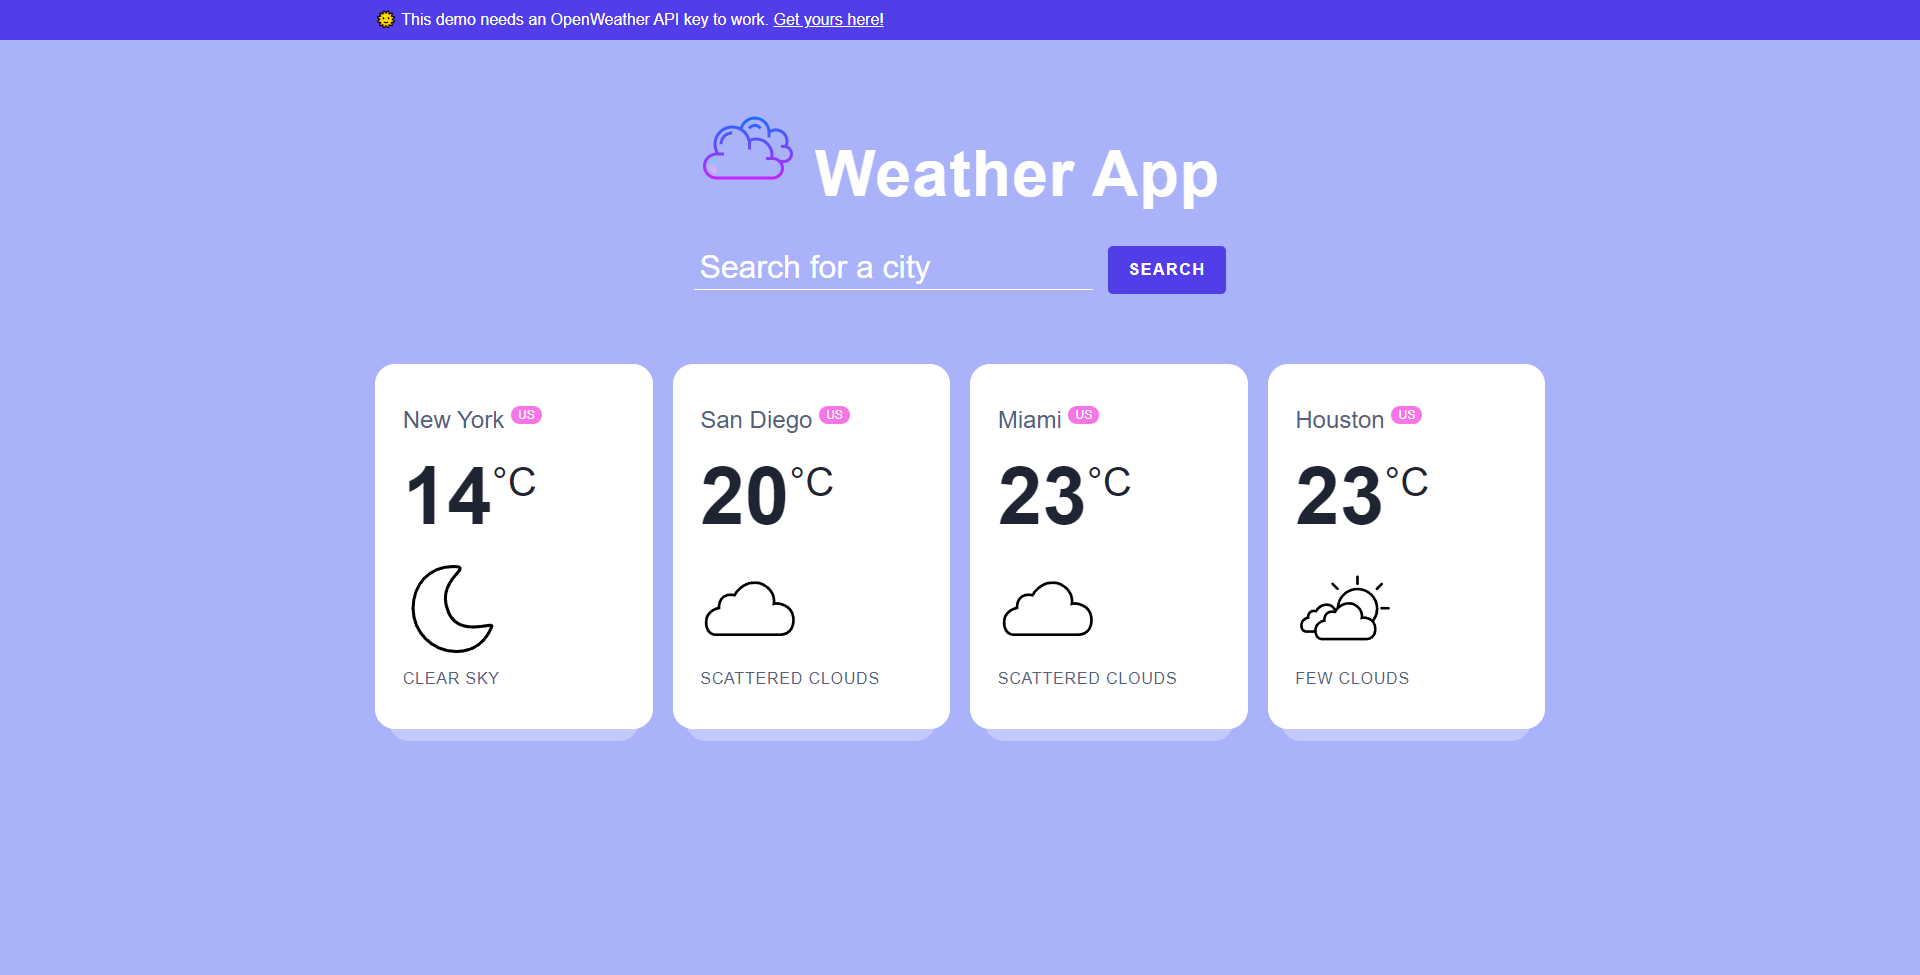 🌞 This demo needs an OpenWeather API key to work. Get yours here!
Weather App
Search for a city
SEARCH
New York US
14°C
CLEAR SKY
San Diego US
20°C
SCATTERED CLOUDS
Miami US
23°C
SCATTERED CLOUDS
Houston US
23°C
FEW CLOUDS